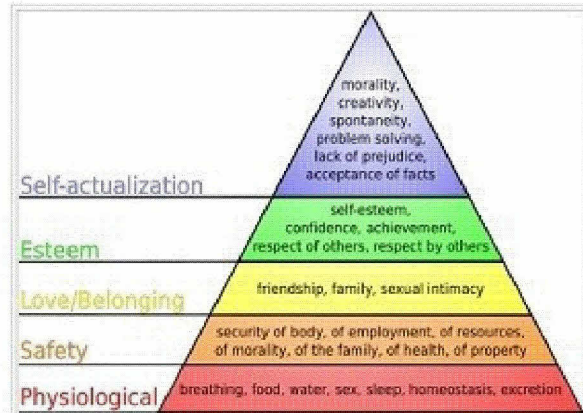 morality,
creativity,
spontaneity,
problem solving,
lack of prejudice,
acceptance of facts
Self-actualization
self-esteem,
confidence, achievement,
respect of others, respect by others
Esteem
friendship, family, sexual intimacy
Love/Belonging
security of body, of employment, of resources,
of morality, of the family, of health, of property
Safety
breathing, food, water, sex, sleep, homeostasis, excretion
Physiological